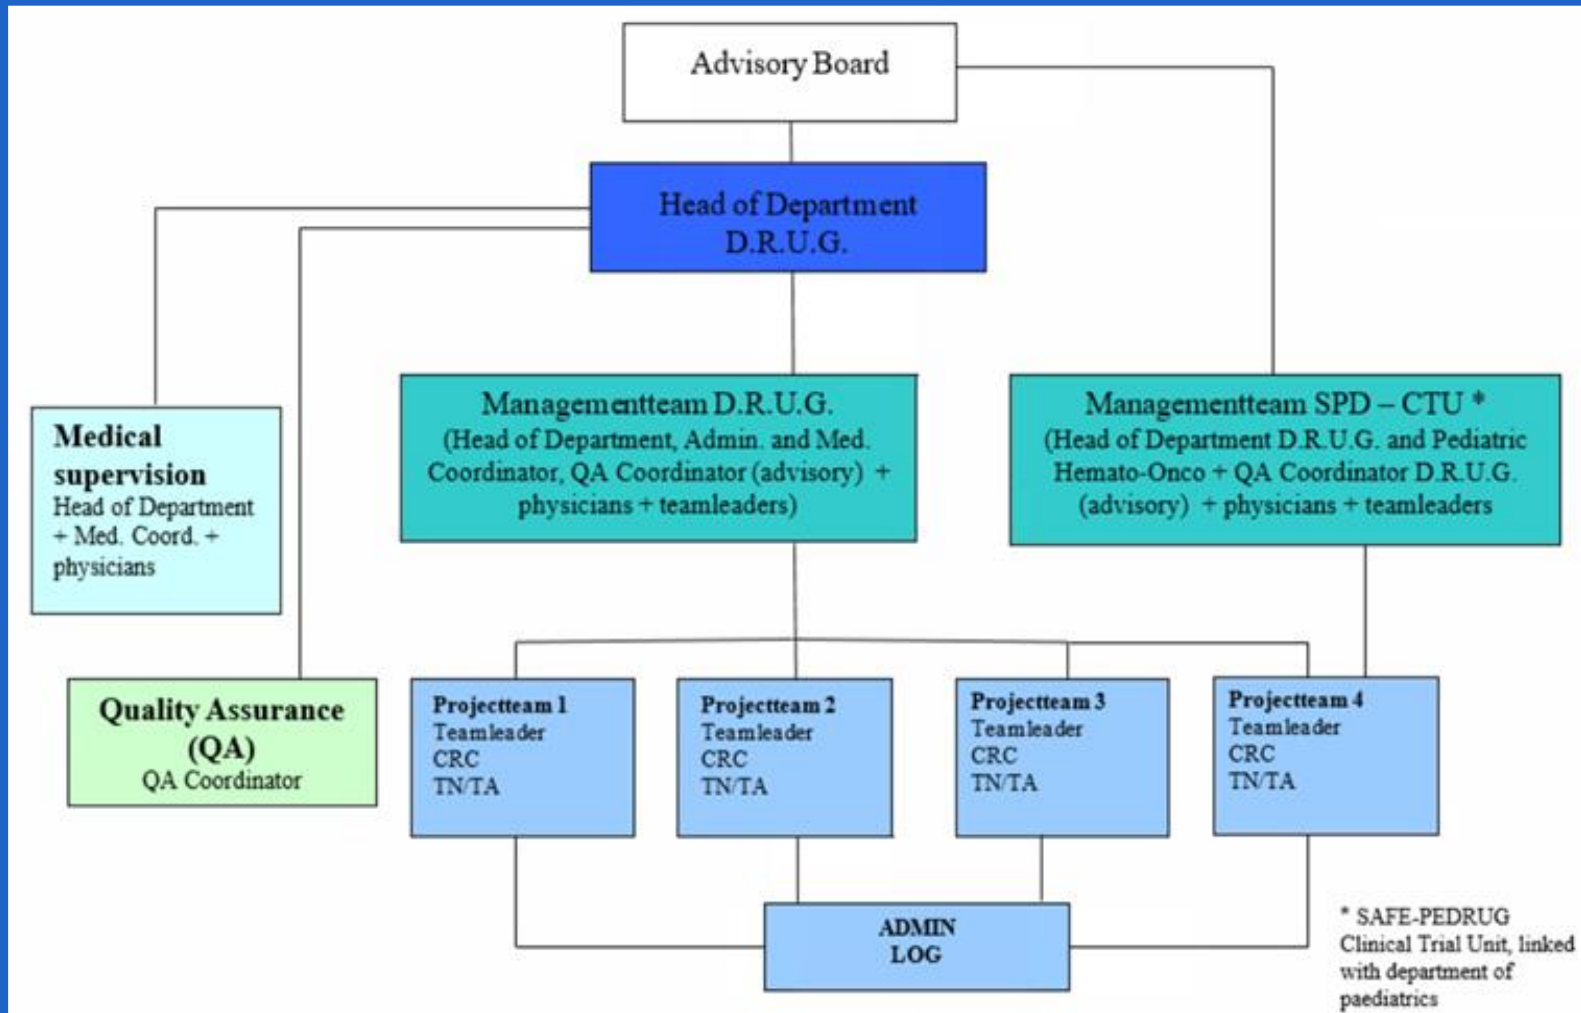 Advisory Board
Head of Department
D.R.U.G.
Medical
supervision
Head of Department
+ Med. Coord. +
physicians
Managementteam D.R.U.G.
(Head of Department, Admin. and Med.
Coordinator, QA Coordinator (advisory) +
physicians + teamleaders)
Managementteam SPD – CTU *
(Head of Department D.R.U.G. and Pediatric
Hemato-Onco + QA Coordinator D.R.U.G.
(advisory) + physicians + teamleaders
Quality Assurance
(QA)
QA Coordinator
Projectteam 1
Teamleader
CRC
TN/TA
Projectteam 2
Teamleader
CRC
TN/TA
Projectteam 3
Teamleader
CRC
TN/TA
Projectteam 4
Teamleader
CRC
TN/TA
ADMIN
LOG
* SAFE-PEDRUG
Clinical Trial Unit, linked
with department of
paediatrics